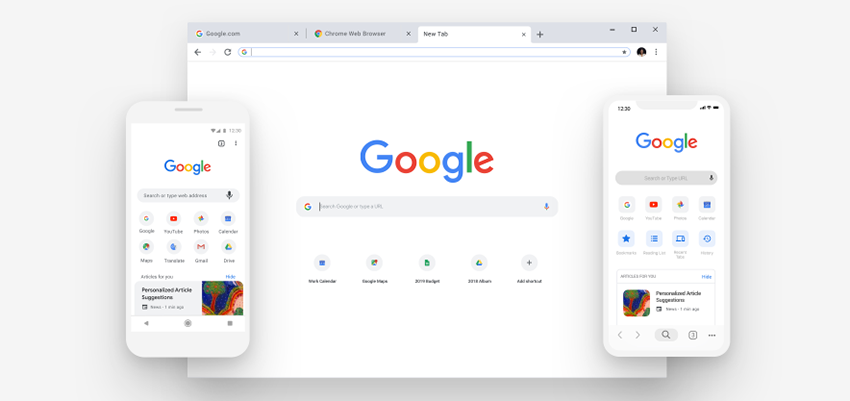 Google.com
Chrome Web Browser
New Tab
Google
Search Google or type a URL
Work Calendar
Google Maps
2019 Budget
2018 Album
Add shortcut
12:30
Google
Search or type web address
Google
YouTube
Photos
Calendar
Maps
Translate
Gmail
Drive
Articles for you
Hide
Personalized Article
Suggestions
News • 1 min ago
12:30
Google
Search or Type URL
Google
YouTube
Photos
Calendar
Bookmarks
Reading List
Recent
Tabs
History
ARTICLES FOR YOU
Hide
Personalized Article
Suggestions
News • 1 min ago
3